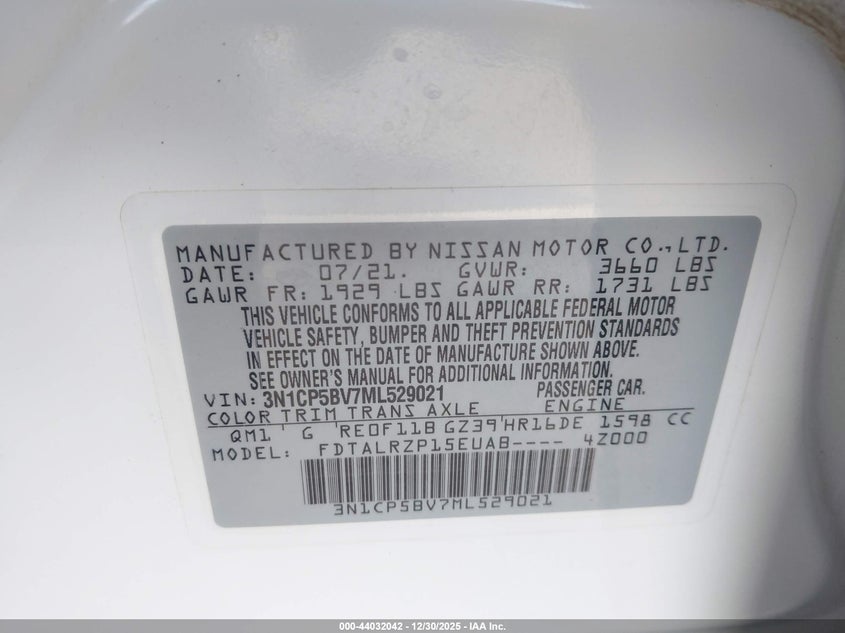 MANUFACTURED BY NISSAN MOTOR CO., LTD.
DATE: 07/21. GVWR: 3660 LBS
GAWR FR: 1929 LBS GAWR RR: 1731 LBS
THIS VEHICLE CONFORMS TO ALL APPLICABLE FEDERAL MOTOR
VEHICLE SAFETY, BUMPER AND THEFT PREVENTION STANDARDS
IN EFFECT ON THE DATE OF MANUFACTURE SHOWN ABOVE.
SEE OWNER'S MANUAL FOR ADDITIONAL INFORMATION.
VIN: 3N1CP5BV7ML529021 PASSENGER CAR.
COLOR TRIM TRANS AXLE ENGINE
QM1 G RE0F11B GZ39 HR16DE 1598 CC
MODEL: FDTALRZP15EUAB---- 4Z000
3N1CP5BV7ML529021
000-44032042 - 12/30/2025 - IAA Inc.